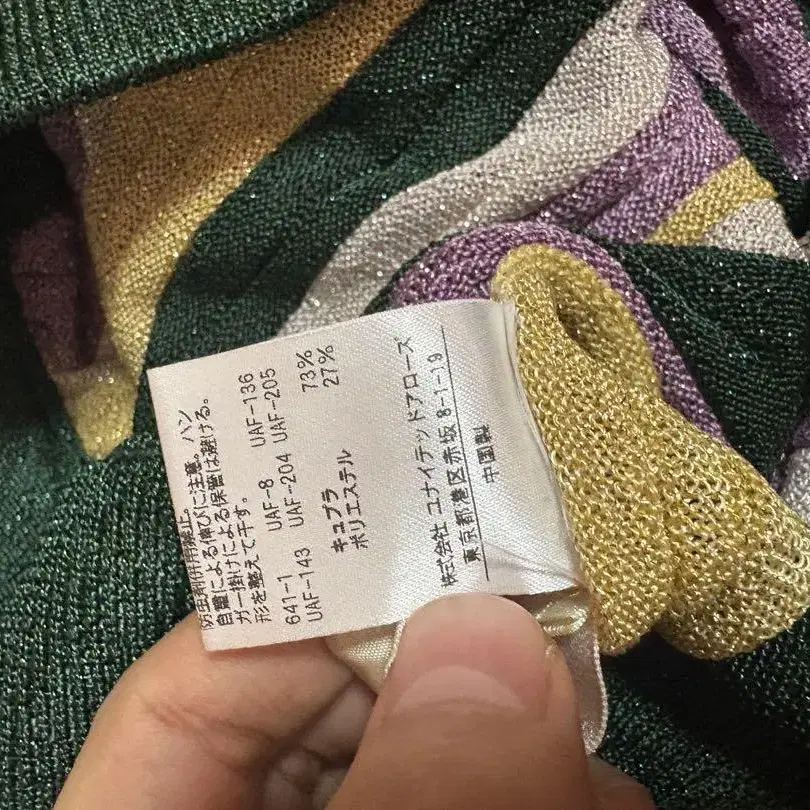 防虫剤併用禁止。
自重による伸びに注意。ハン
ガー掛けによる保管は避ける。
形を整えて干す。
641-1 UAF-8 UAF-136
UAF-143 UAF-204 UAF-205
キュプラ 73%
ポリエステル 27%
株式会社 ユナイテッドアローズ
東京都港区赤坂 8-1-19
中国製